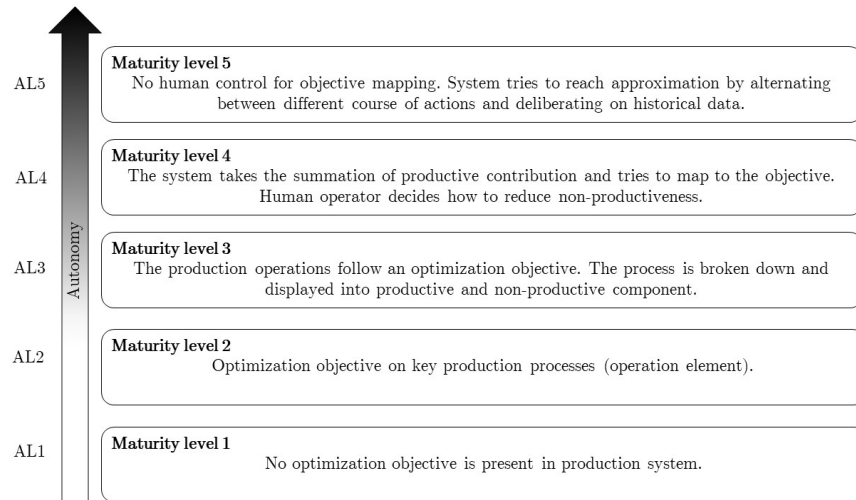 AL5
Maturity level 5
No human control for objective mapping. System tries to reach approximation by alternating
between different course of actions and deliberating on historical data.
AL4
Maturity level 4
The system takes the summation of productive contribution and tries to map to the objective.
Human operator decides how to reduce non-productiveness.
Autonomy
AL3
Maturity level 3
The production operations follow an optimization objective. The process is broken down and
displayed into productive and non-productive component.
AL2
Maturity level 2
Optimization objective on key production processes (operation element).
AL1
Maturity level 1
No optimization objective is present in production system.